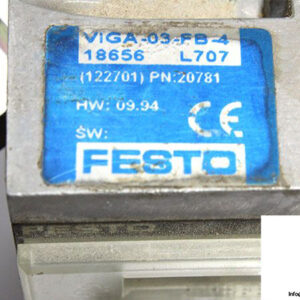 VIGA-03-FB-4
18656 L707
(122701) PN:20781
HW: 09.94
SW:
CE
FESTO